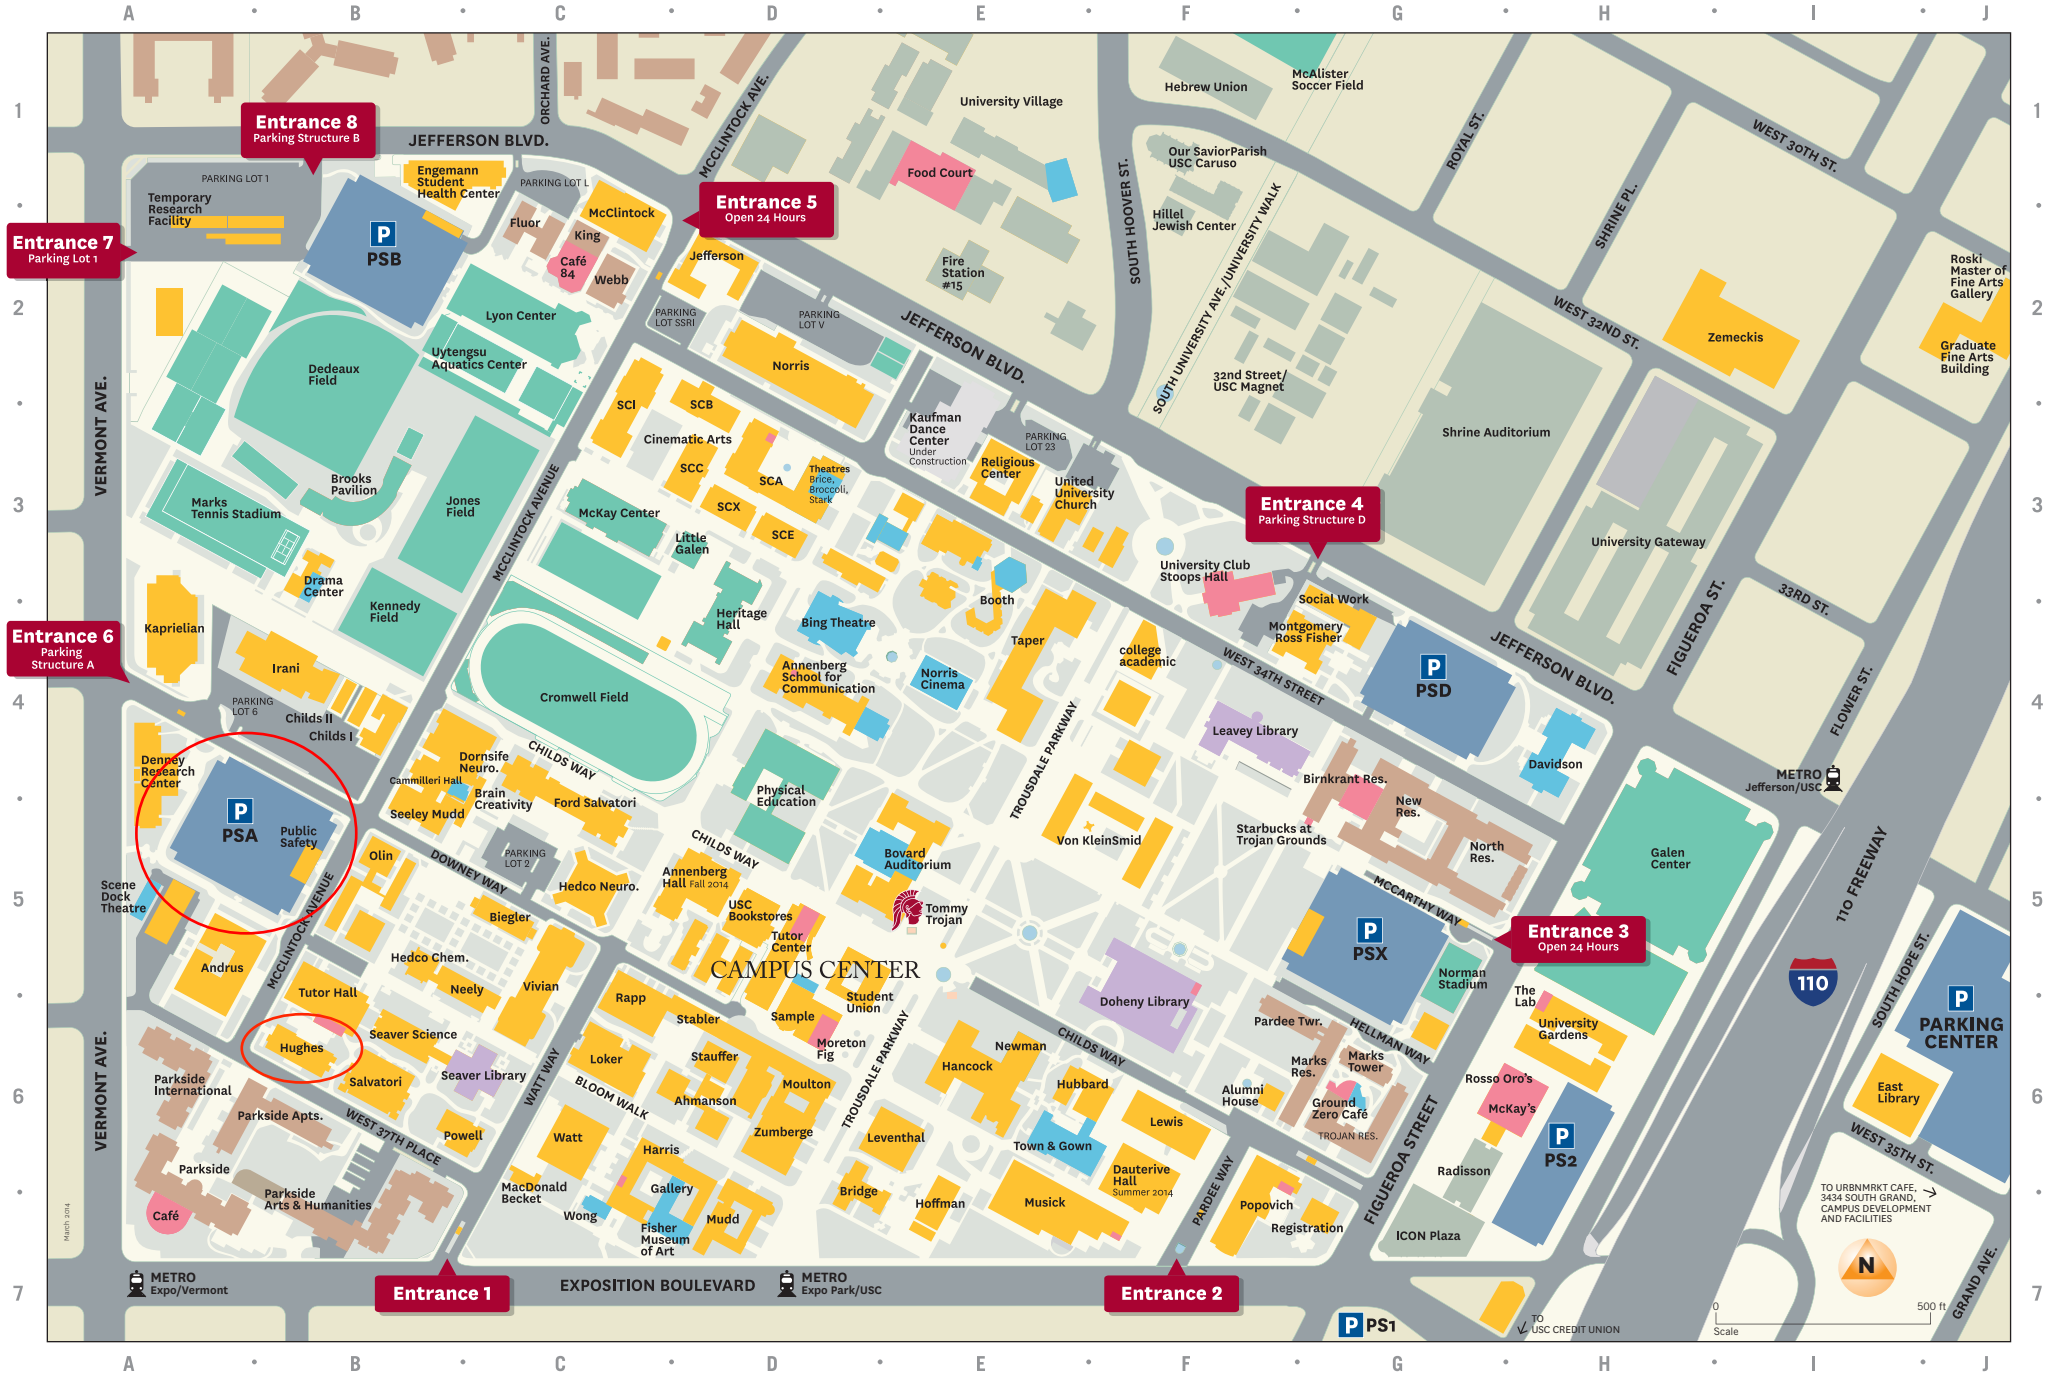 A
B
C
D
E
F
G
H
I
J
1
2
3
4
5
6
7
1
2
3
4
5
6
7
A
B
C
D
E
F
G
H
I
J
Entrance 8
Parking Structure B
JEFFERSON BLVD.
ORCHARD AVE.
MCCLINTOCK AVE.
University Village
Hebrew Union
McAlister
Soccer Field
ROYAL ST.
WEST 30TH ST.
PARKING LOT 1
Temporary
Research
Facility
Engemann
Student
Health Center
PARKING LOT L
McClintock
Entrance 5
Open 24 Hours
Food Court
Our SaviorParish
USC Caruso
Hillel
Jewish Center
SOUTH HOOVER ST.
SOUTH UNIVERSITY AVE./UNIVERSITY WALK
SHRINE PL.
Entrance 7
Parking Lot 1
P
PSB
Fluor
King
Café
84
Webb
Jefferson
Fire
Station
#15
Roski
Master of
Fine Arts
Gallery
Lyon Center
PARKING
LOT SSRI
PARKING
LOT V
JEFFERSON BLVD.
WEST 32ND ST.
Zemeckis
Graduate
Fine Arts
Building
Dedeaux
Field
Uytengsu
Aquatics Center
Norris
32nd Street/
USC Magnet
VERMONT AVE.
SCI
SCB
Cinematic Arts
SCC
SCA
Theatres
Brice,
Broccoli,
Stark
Kaufman
Dance
Center
Under
Construction
PARKING
LOT 23
Religious
Center
United
University
Church
Shrine Auditorium
Brooks
Pavilion
Marks
Tennis Stadium
Jones
Field
MCCLINTOCK AVENUE
McKay Center
SCX
SCE
Little
Galen
Entrance 4
Parking Structure D
University Gateway
Drama
Center
Kennedy
Field
Heritage
Hall
Bing Theatre
Booth
University Club
Stoops Hall
Social Work
Montgomery
Ross Fisher
33RD ST.
FIGUEROA ST.
Kaprielian
Entrance 6
Parking
Structure A
Irani
PARKING
LOT 6
Childs II
Childs I
Cromwell Field
Annenberg
School for
Communication
Norris
Cinema
Taper
college
academic
WEST 34TH STREET
P
PSD
JEFFERSON BLVD.
FLOWER ST.
TROUSDALE PARKWAY
Leavey Library
Davidson
METRO
Jefferson/USC
Denney
Research
Center
Dornsife
Neuro.
Cammilleri Hall
Brain
Creativity
Seeley Mudd
CHILDS WAY
Ford Salvatori
Physical
Education
Birnkrant Res.
New
Res.
North
Res.
Starbucks at
Trojan Grounds
Von KleinSmid
Galen
Center
110 FREEWAY
P
PSA
Public
Safety
Olin
DOWNEY WAY
PARKING
LOT 2
Hedco Neuro.
CHILDS WAY
Annenberg
Hall Fall 2014
Bovard
Auditorium
Tommy
Trojan
MCCARTHY WAY
Scene
Dock
Theatre
MCCLINTOCK AVENUE
Biegler
USC
Bookstores
Tutor
Center
CAMPUS CENTER
P
PSX
Entrance 3
Open 24 Hours
SOUTH HOPE ST.
Andrus
Hedco Chem.
Tutor Hall
Neely
Vivian
Rapp
Stabler
Sample
Student
Union
Doheny Library
Norman
Stadium
The
Lab
University
Gardens
110
P
PARKING
CENTER
VERMONT AVE.
Hughes
Seaver Science
Salvatori
Seaver Library
WATT WAY
Loker
Stauffer
Moreton
Fig
TROUSDALE PARKWAY
Newman
Hancock
CHILDS WAY
Pardee Twr.
HELLMAN WAY
Marks
Res.
Marks
Tower
Parkside
International
Parkside Apts.
BLOOM WALK
Ahmanson
Moulton
Hubbard
Alumni
House
Ground
Zero Café
TROJAN RES.
Rosso Oro's
McKay's
East
Library
WEST 37TH PLACE
Powell
Watt
Zumberge
Leventhal
Town & Gown
Lewis
FIGUEROA STREET
P
PS2
WEST 35TH ST.
Parkside
Parkside
Arts & Humanities
Café
MacDonald
Becket
Harris
Gallery
Wong
Fisher
Museum
of Art
Mudd
Bridge
Hoffman
Musick
Dauterive
Hall
Summer 2014
PARDEE WAY
Popovich
Registration
Radisson
ICON Plaza
TO URBNMRKT CAFE,
3434 SOUTH GRAND,
CAMPUS DEVELOPMENT
AND FACILITIES
March 2014
METRO
Expo/Vermont
Entrance 1
EXPOSITION BOULEVARD
METRO
Expo Park/USC
Entrance 2
P PS1
TO
USC CREDIT UNION
N
0
500 ft
Scale
GRAND AVE.